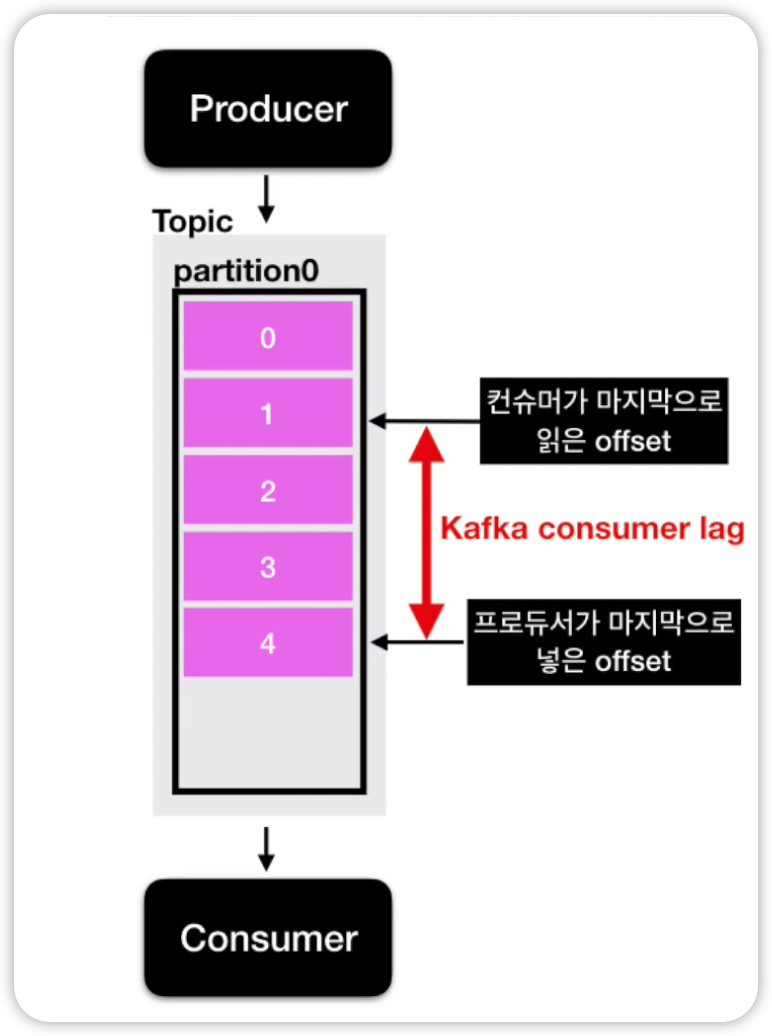 Producer
Topic
partition0
0
1
2
3
4
컨슈머가 마지막으로
읽은 offset
Kafka consumer lag
프로듀서가 마지막으로
넣은 offset
Consumer